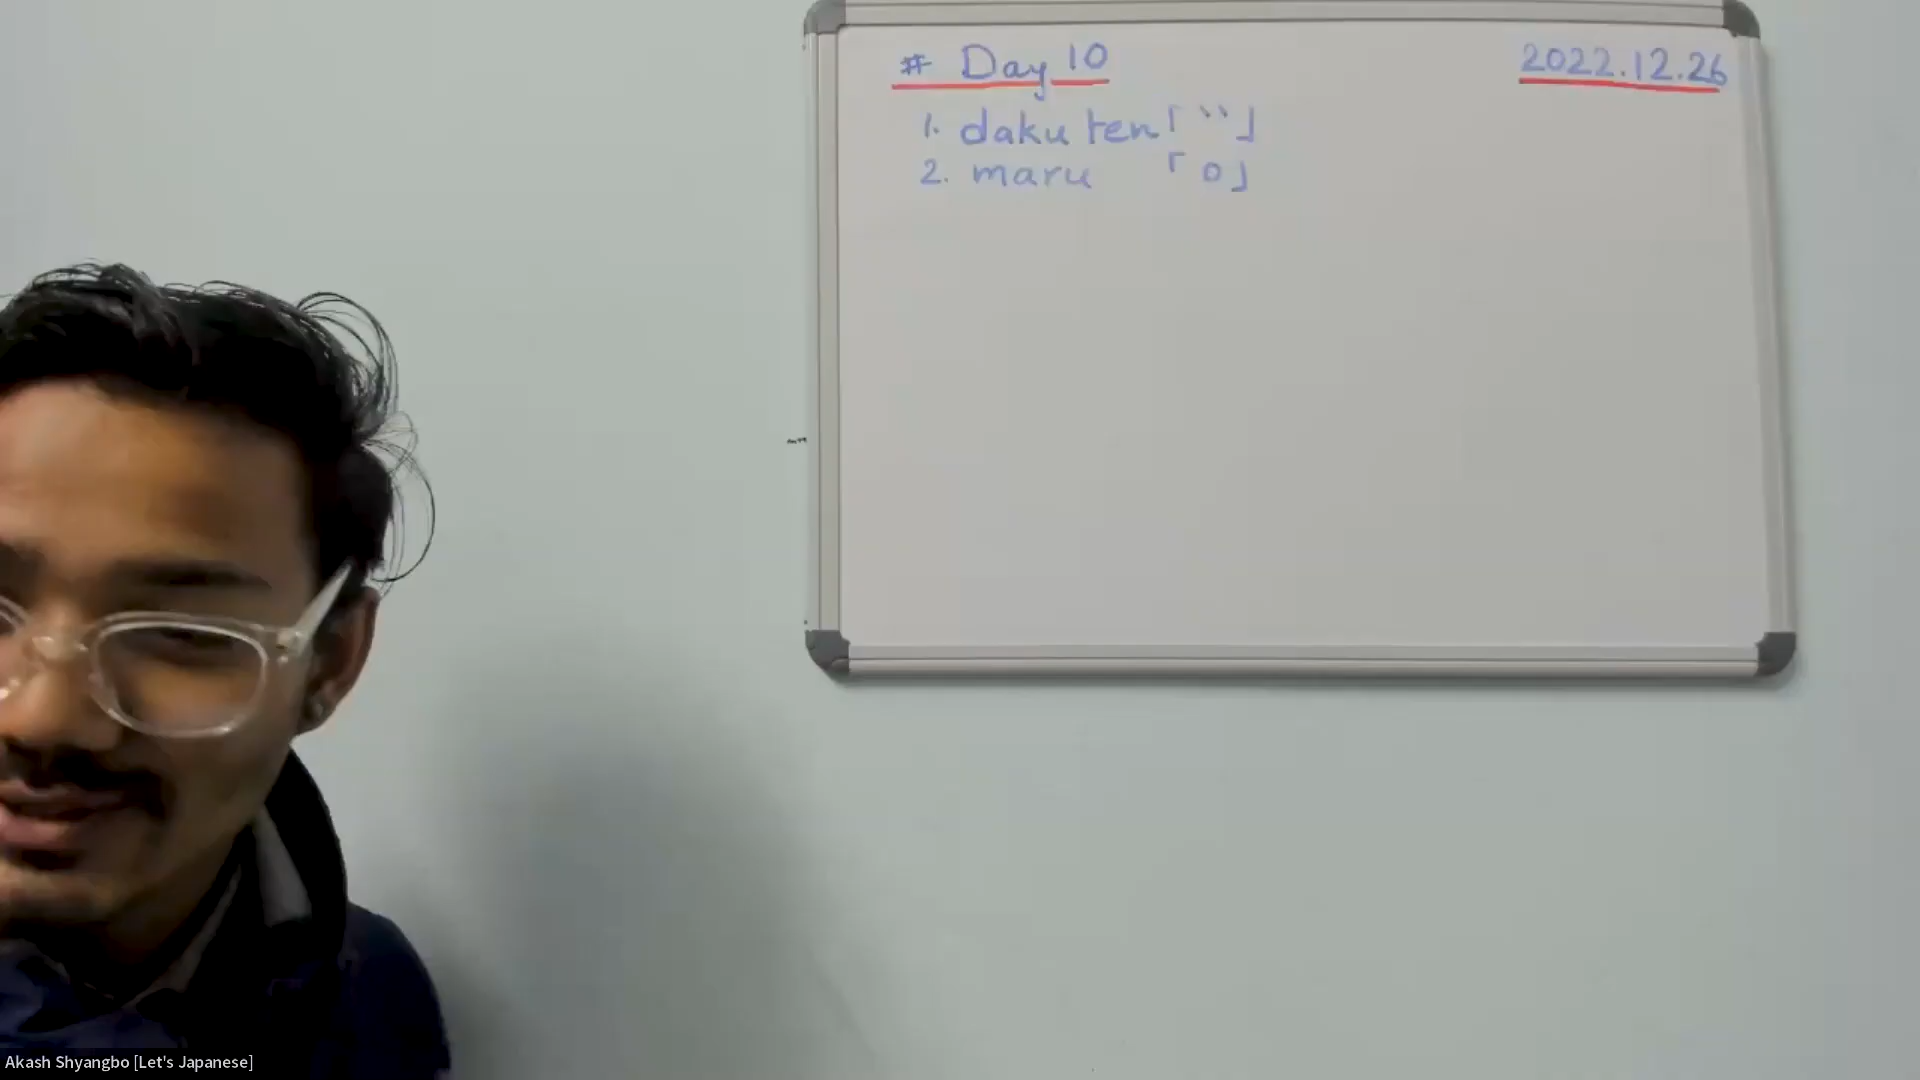 # Day 10
2022.12.26
1. daku ten「 ``」
2. maru 「 o」
Akash Shyangbo [Let's Japanese]